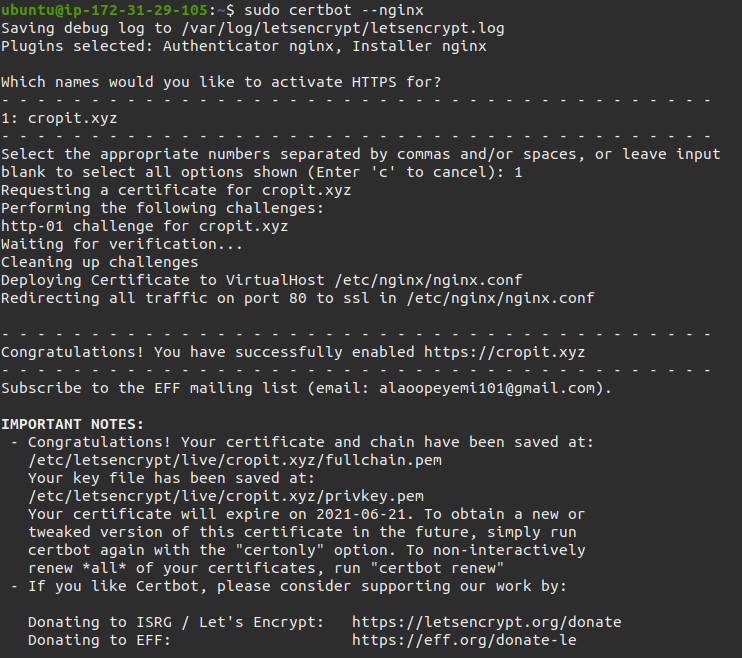 ubuntu@ip-172-31-29-105:~$ sudo certbot --nginx
Saving debug log to /var/log/letsencrypt/letsencrypt.log
Plugins selected: Authenticator nginx, Installer nginx
Which names would you like to activate HTTPS for?
- - - - - - - - - - - - - - - - - - - - - - - - - - - - - - - - - - - - - - - -
1: cropit.xyz
- - - - - - - - - - - - - - - - - - - - - - - - - - - - - - - - - - - - - - - -
Select the appropriate numbers separated by commas and/or spaces, or leave input
blank to select all options shown (Enter 'c' to cancel): 1
Requesting a certificate for cropit.xyz
Performing the following challenges:
http-01 challenge for cropit.xyz
Waiting for verification...
Cleaning up challenges
Deploying Certificate to VirtualHost /etc/nginx/nginx.conf
Redirecting all traffic on port 80 to ssl in /etc/nginx/nginx.conf
- - - - - - - - - - - - - - - - - - - - - - - - - - - - - - - - - - - - - - - -
Congratulations! You have successfully enabled https://cropit.xyz
- - - - - - - - - - - - - - - - - - - - - - - - - - - - - - - - - - - - - - - -
Subscribe to the EFF mailing list (email: alaoopeyemi101@gmail.com).
IMPORTANT NOTES:
- Congratulations! Your certificate and chain have been saved at:
/etc/letsencrypt/live/cropit.xyz/fullchain.pem
Your key file has been saved at:
/etc/letsencrypt/live/cropit.xyz/privkey.pem
Your certificate will expire on 2021-06-21. To obtain a new or
tweaked version of this certificate in the future, simply run
certbot again with the "certonly" option. To non-interactively
renew *all* of your certificates, run "certbot renew"
- If you like Certbot, please consider supporting our work by:
Donating to ISRG / Let's Encrypt: https://letsencrypt.org/donate
Donating to EFF: https://eff.org/donate-le